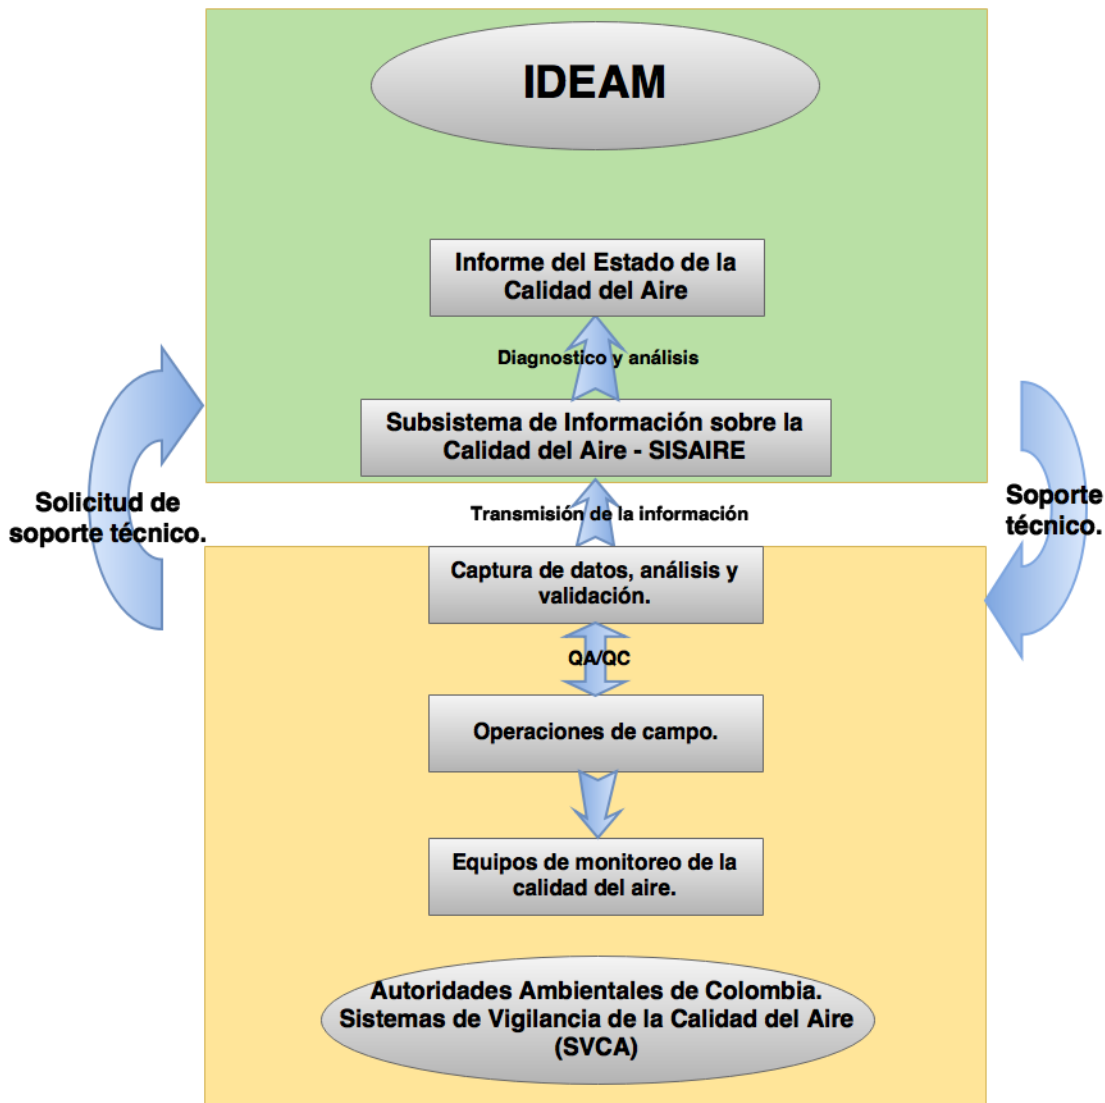 IDEAM
Informe del Estado de la
Calidad del Aire
Diagnostico y análisis
Subsistema de Información sobre la
Calidad del Aire - SISAIRE
Solicitud de
soporte técnico.
Soporte
técnico.
Transmisión de la información
Captura de datos, análisis y
validación.
QA/QC
Operaciones de campo.
Equipos de monitoreo de la
calidad del aire.
Autoridades Ambientales de Colombia.
Sistemas de Vigilancia de la Calidad del Aire
(SVCA)